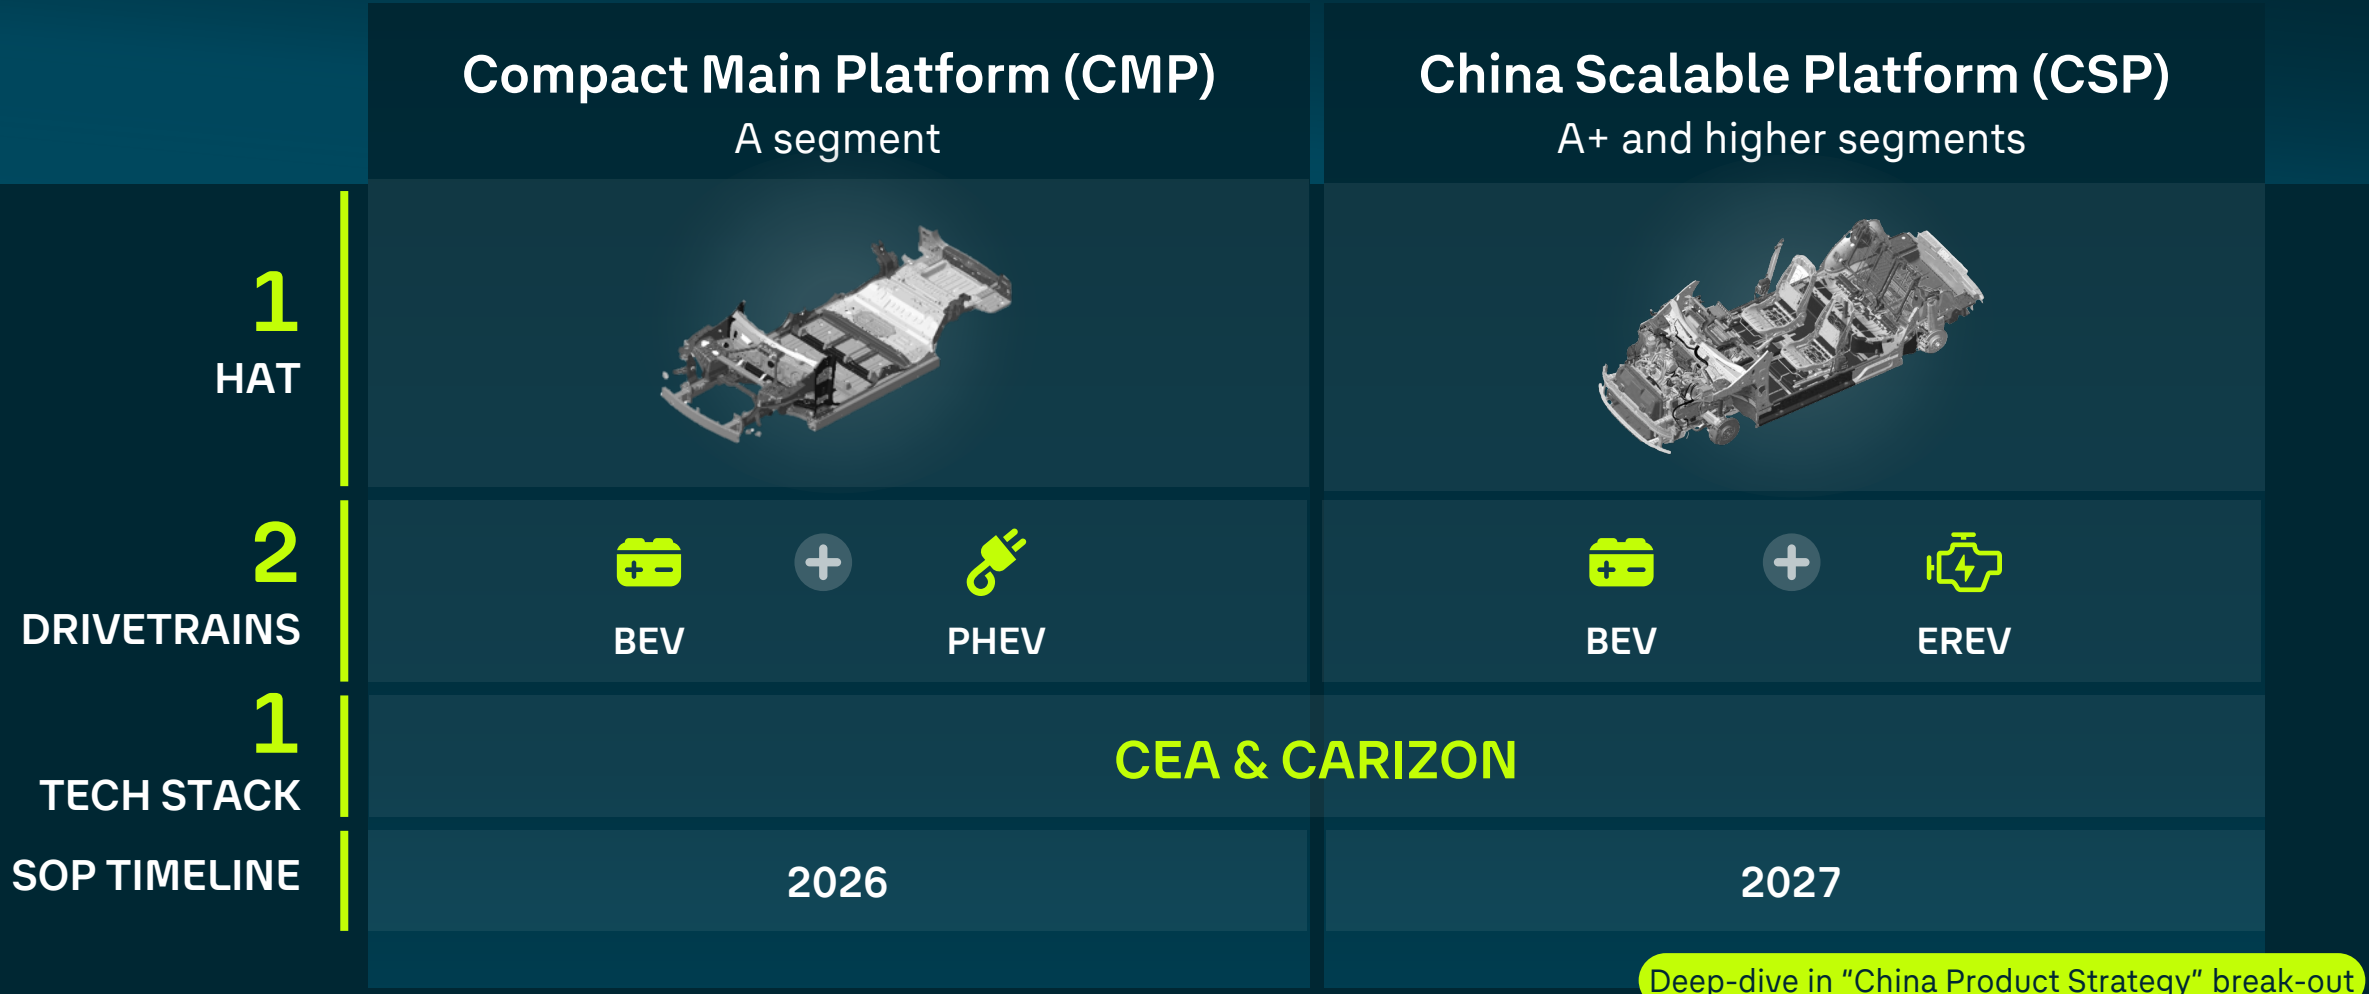 Compact Main Platform (CMP)
A segment
China Scalable Platform (CSP)
A+ and higher segments
1
HAT
2
DRIVETRAINS
BEV
PHEV
BEV
EREV
1
TECH STACK
CEA & CARIZON
SOP TIMELINE
2026
2027
Deep-dive in “China Product Strategy” break-out